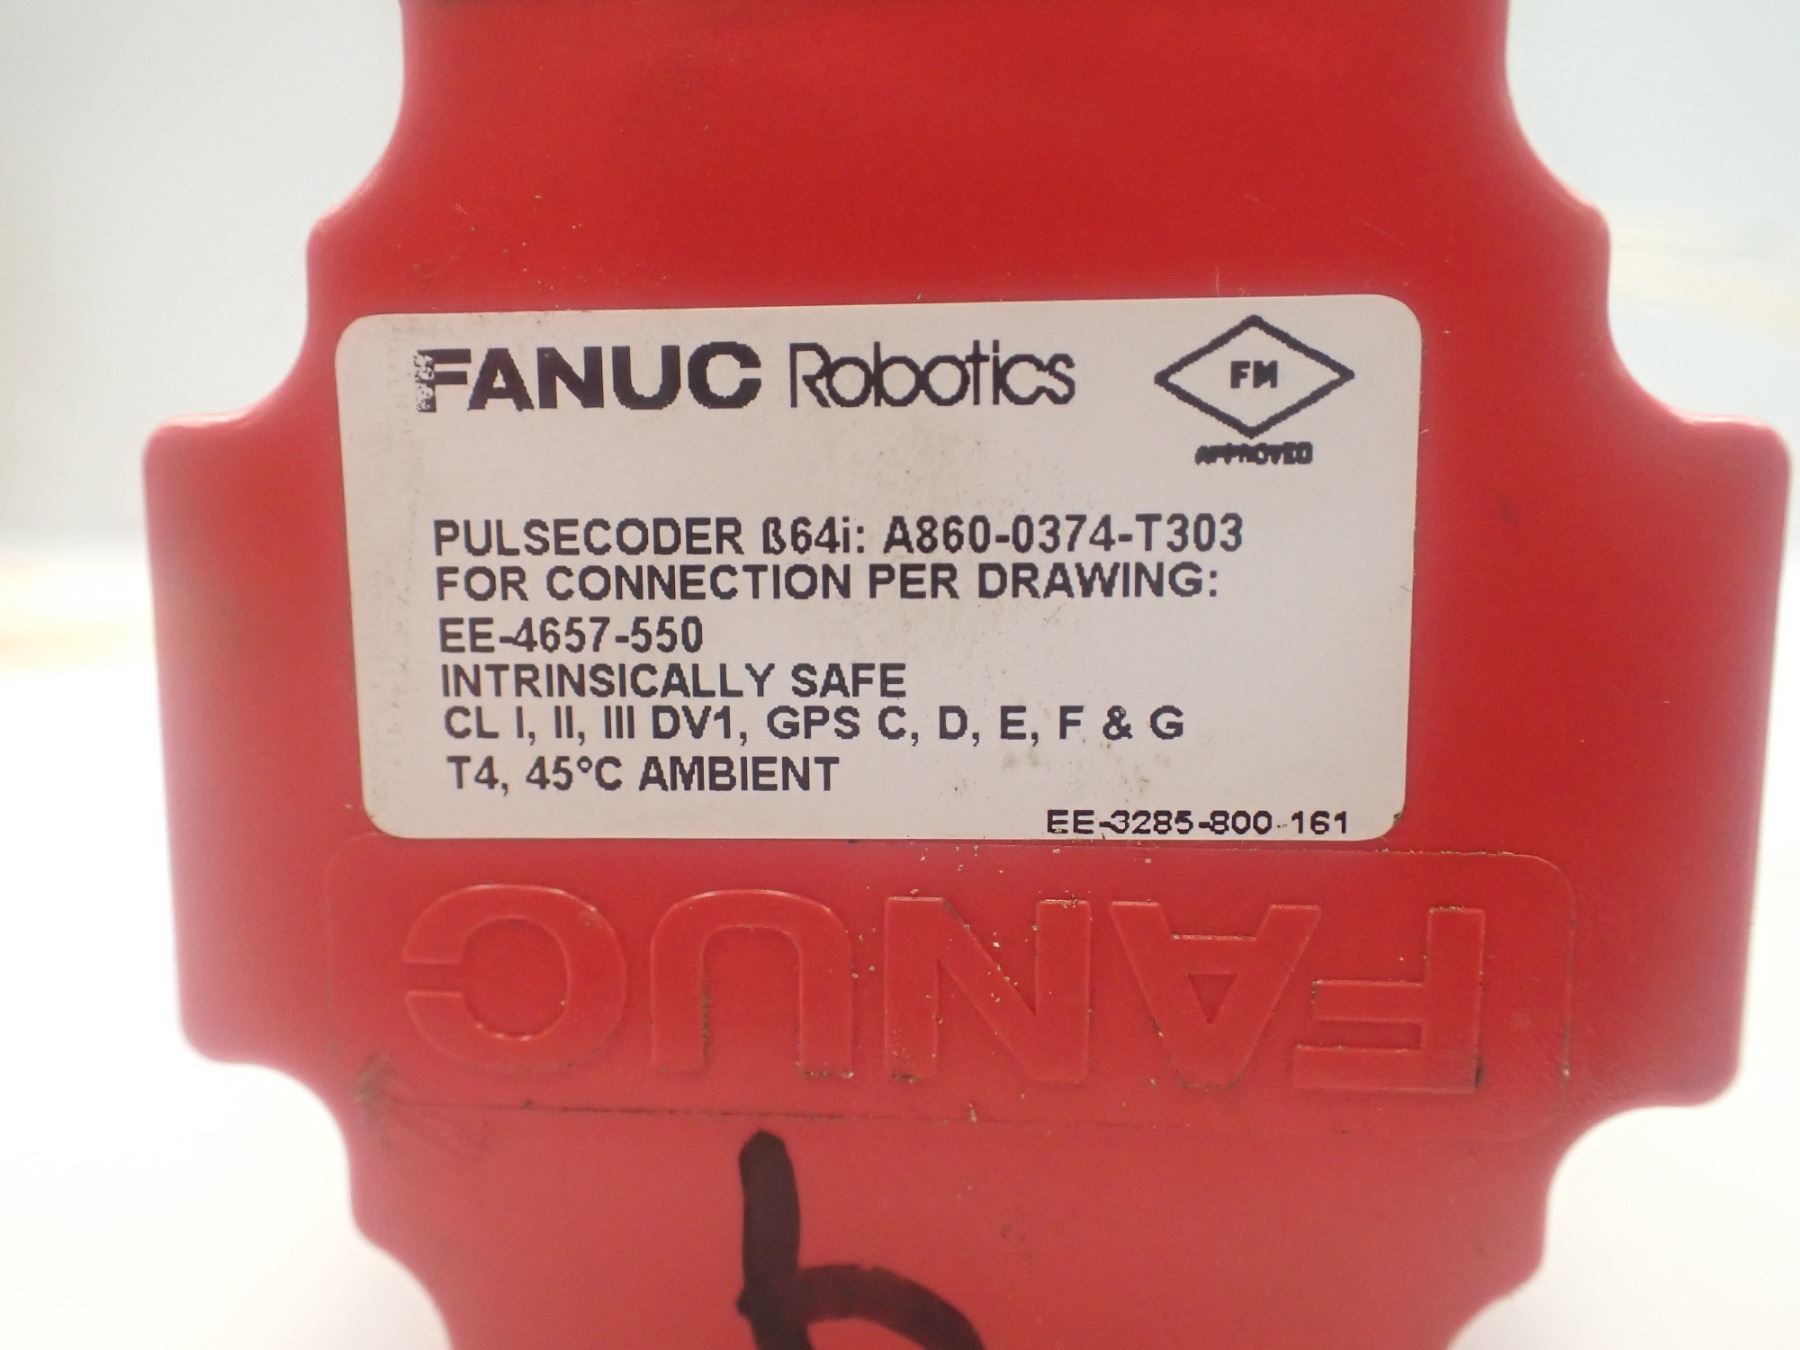 FANUC Robotics
FM
APPROVED
PULSECODER ß64i: A860-0374-T303
FOR CONNECTION PER DRAWING:
EE-4657-550
INTRINSICALLY SAFE
CL I, II, III DV1, GPS C, D, E, F & G
T4, 45°C AMBIENT
EE-3285-800-161
FANUC